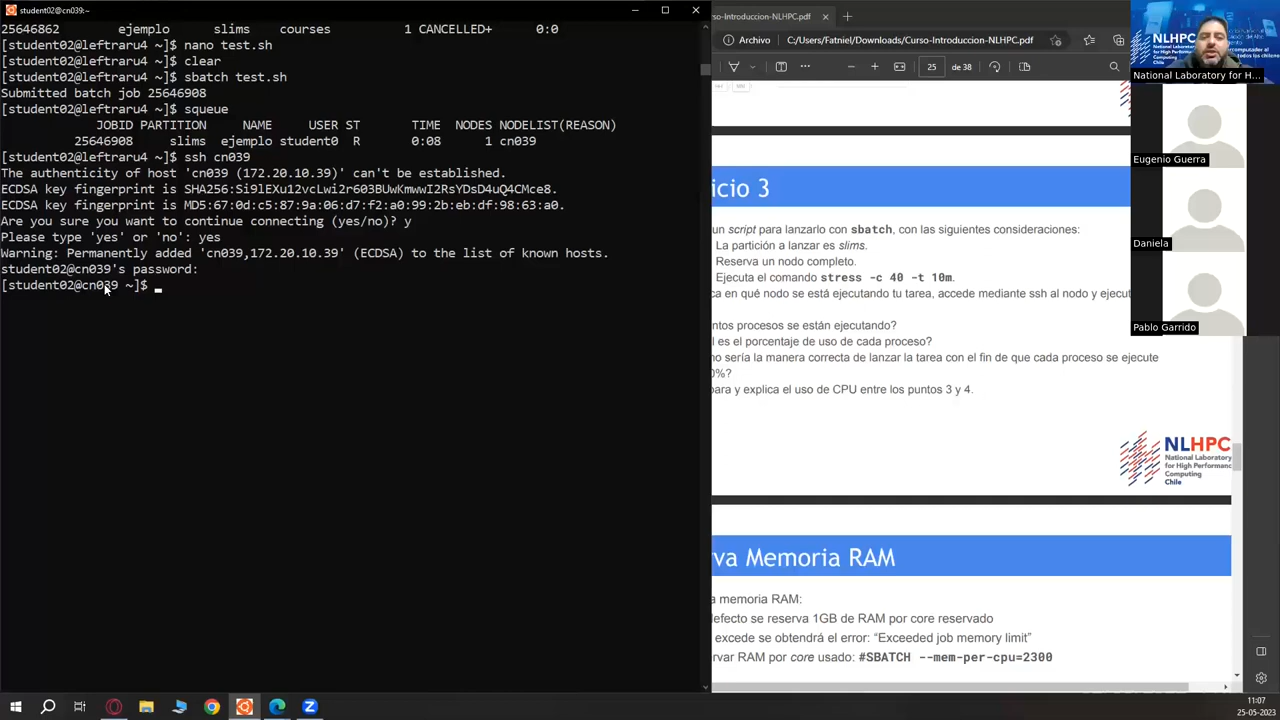 student02@cn039:~
25646862 ejemplo slims courses 1 CANCELLED+ 0:0
[student02@leftraru4 ~]$ nano test.sh
[student02@leftraru4 ~]$ clear
[student02@leftraru4 ~]$ sbatch test.sh
Submitted batch job 25646908
[student02@leftraru4 ~]$ squeue
JOBID PARTITION NAME USER ST TIME NODES NODELIST(REASON)
25646908 slims ejemplo student0 R 0:08 1 cn039
[student02@leftraru4 ~]$ ssh cn039
The authenticity of host 'cn039 (172.20.10.39)' can't be established.
ECDSA key fingerprint is SHA256:Si9lEXu12vcLwi2r603BUwKmwwI2RsYDsD4uQ4CMce8.
ECDSA key fingerprint is MD5:67:0d:c5:87:9a:06:d7:f2:a0:99:2b:eb:df:98:63:a0.
Are you sure you want to continue connecting (yes/no)? y
Please type 'yes' or 'no': yes
Warning: Permanently added 'cn039,172.20.10.39' (ECDSA) to the list of known hosts.
student02@cn039's password:
[student02@cn039 ~]$
rso-Introduccion-NLHPC.pdf
Archivo C:/Users/Fatniel/Downloads/Curso-Introduccion-NLHPC.pdf
25 de 38
icio 3
un script para lanzarlo con sbatch, con las siguientes consideraciones:
La partición a lanzar es slims.
Reserva un nodo completo.
Ejecuta el comando stress -c 40 -t 10m.
ca en qué nodo se está ejecutando tu tarea, accede mediante ssh al nodo y ejecut
ntos procesos se están ejecutando?
l es el porcentaje de uso de cada proceso?
no sería la manera correcta de lanzar la tarea con el fin de que cada proceso se ejecute
0%?
para y explica el uso de CPU entre los puntos 3 y 4.
NLHPC
National Laboratory
for High Performance
Computing
Chile
va Memoria RAM
a memoria RAM:
defecto se reserva 1GB de RAM por core reservado
excede se obtendrá el error: “Exceeded job memory limit”
ervar RAM por core usado: #SBATCH --mem-per-cpu=2300
NLHPC
National Laboratory for H...
Eugenio Guerra
Daniela
Pablo Garrido
11:07
25-05-2023